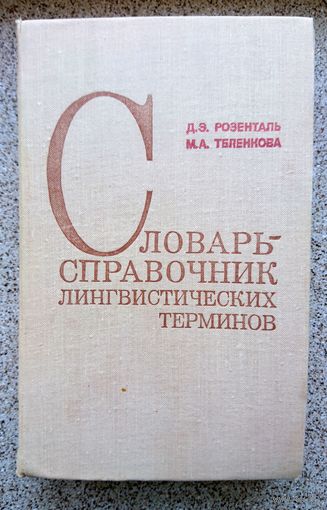 Д.Э. РОЗЕНТАЛЬ
М.А. ТЕЛЕНКОВА
СЛОВАРЬ-
СПРАВОЧНИК
ЛИНГВИСТИЧЕСКИХ
ТЕРМИНОВ